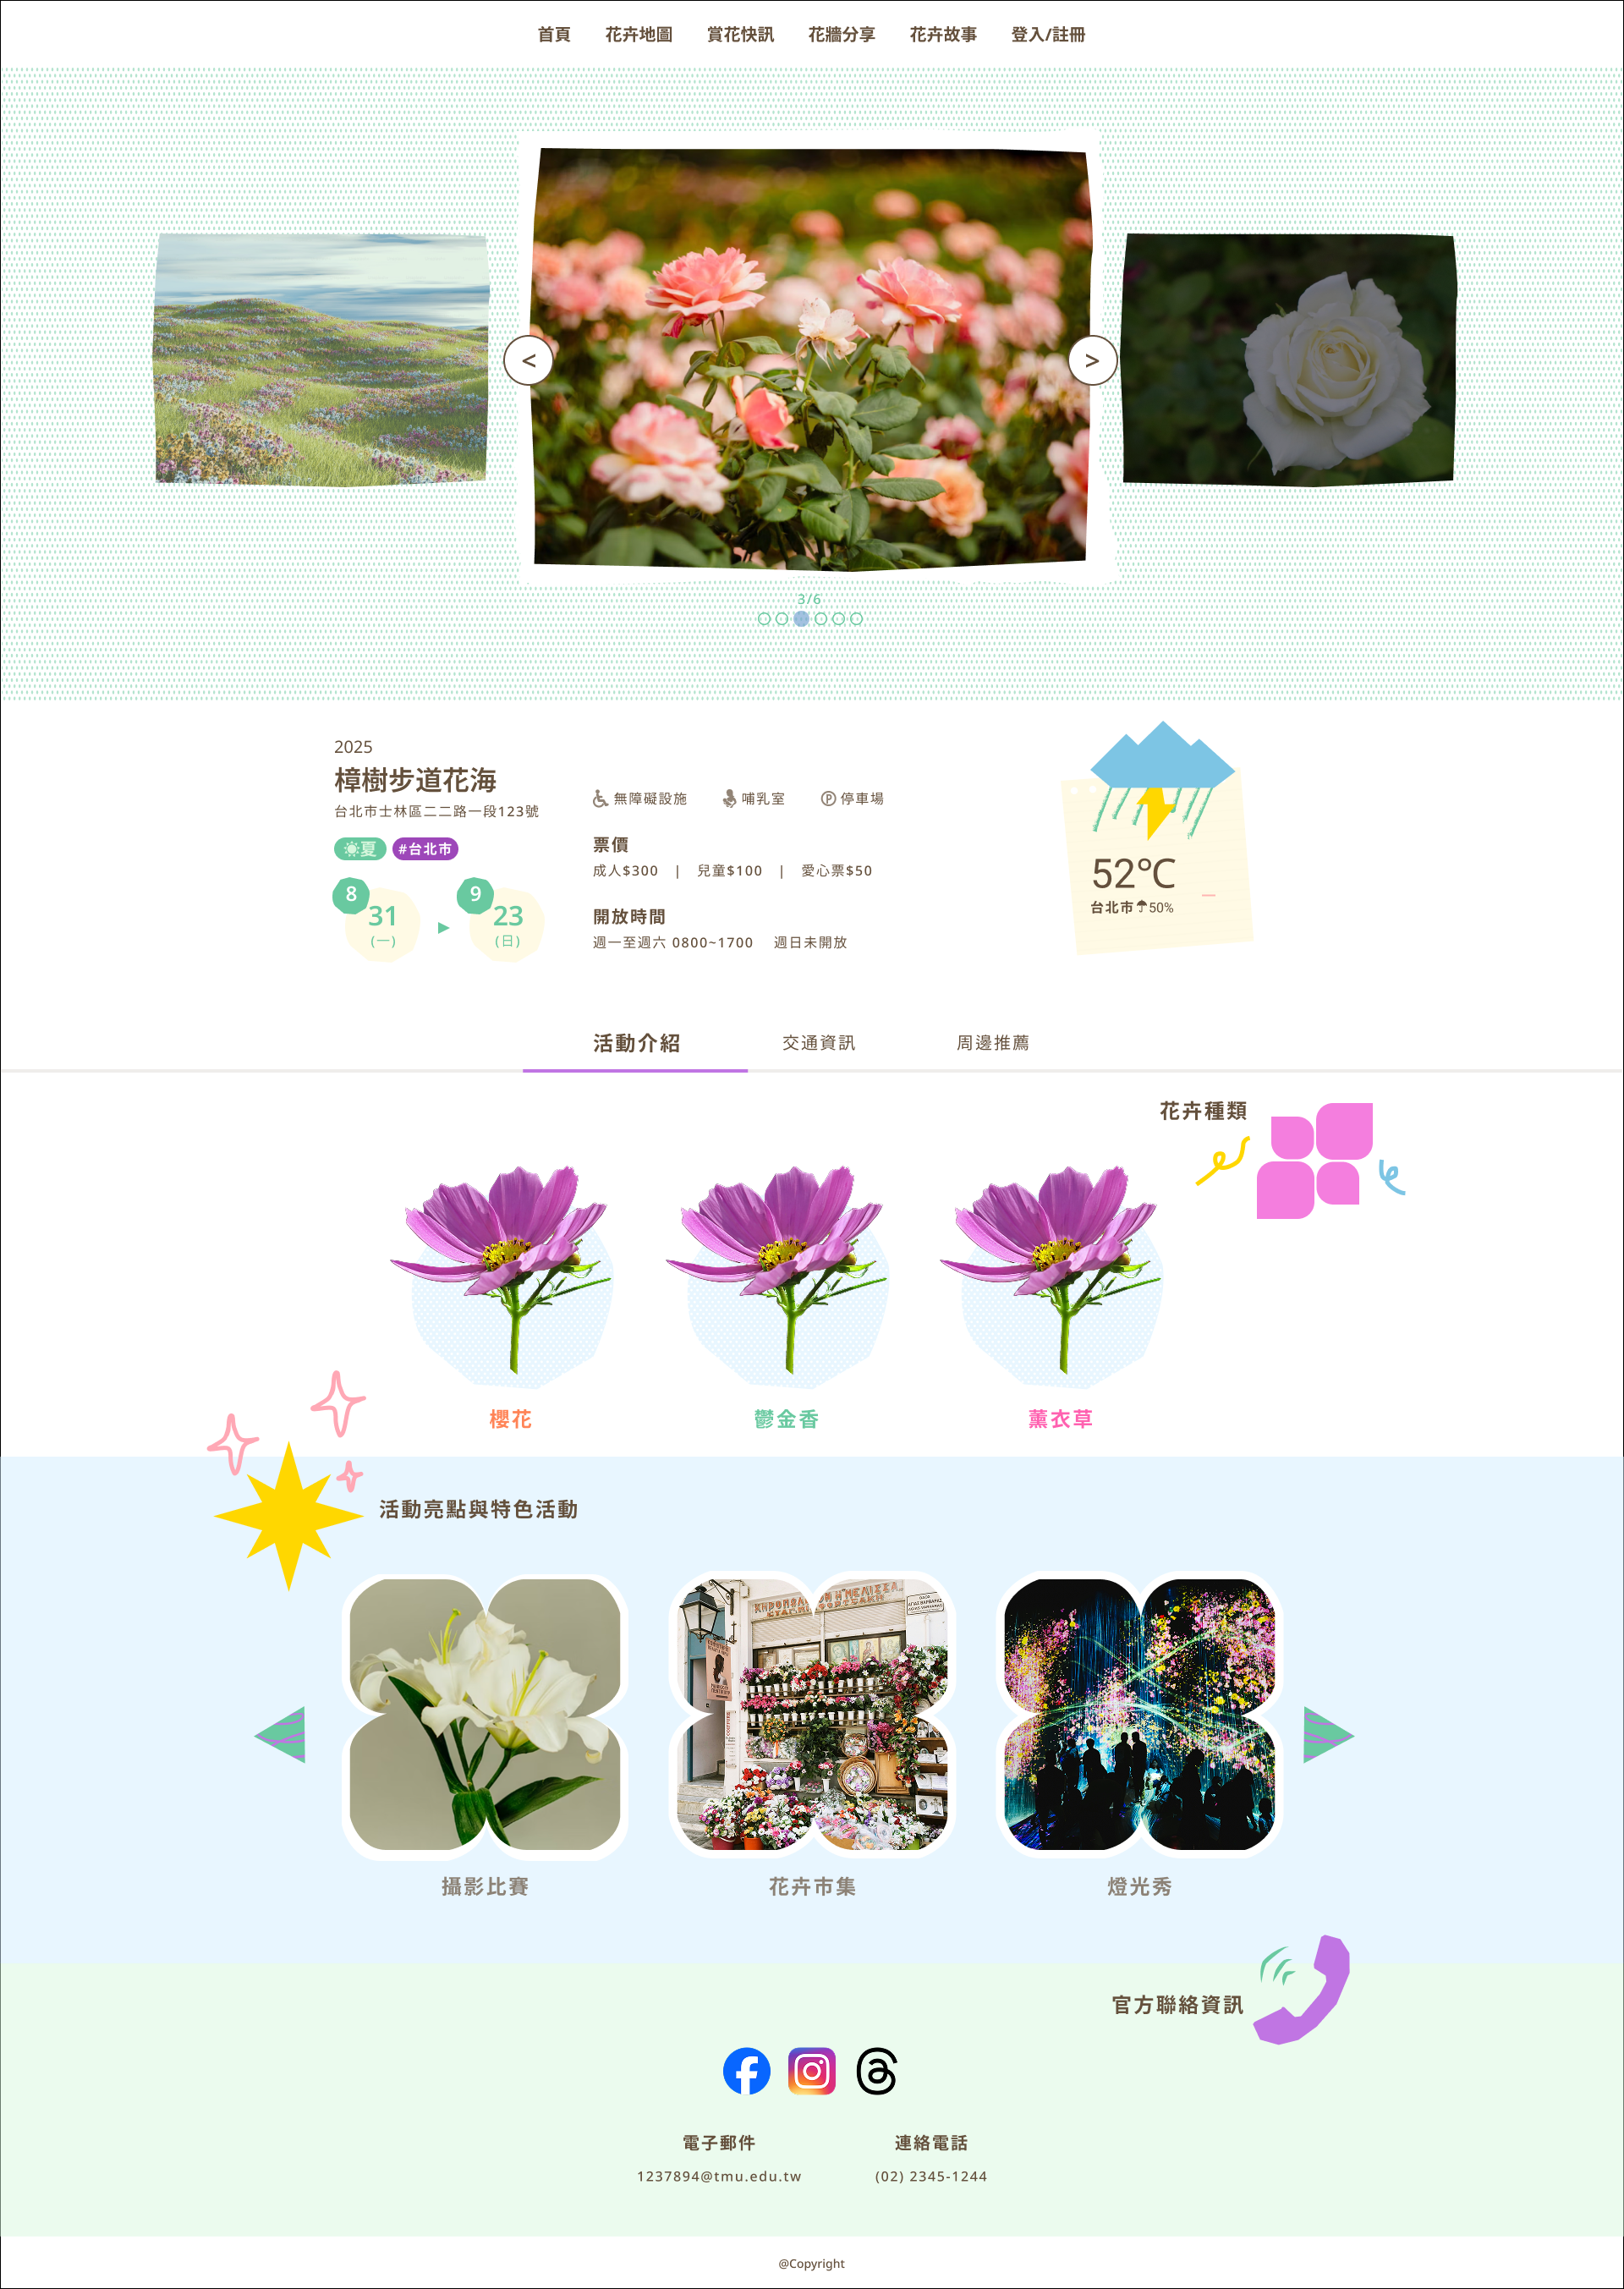 首頁 花卉地圖 賞花快訊 花牆分享 花卉故事 登入/註冊
<
>
3/6
2025
樟樹步道花海
台北市士林區二二路一段123號
夏 #台北市
8 31 (一) ▶ 9 23 (日)
無障礙設施 哺乳室 停車場
票價
成人$300 | 兒童$100 | 愛心票$50
開放時間
週一至週六 0800~1700 週日未開放
52°C
台北市 50%
活動介紹 交通資訊 周邊推薦
花卉種類
櫻花 鬱金香 薰衣草
活動亮點與特色活動
攝影比賽 花卉市集 燈光秀
官方聯絡資訊
電子郵件 連絡電話
1237894@tmu.edu.tw (02) 2345-1244
@Copyright